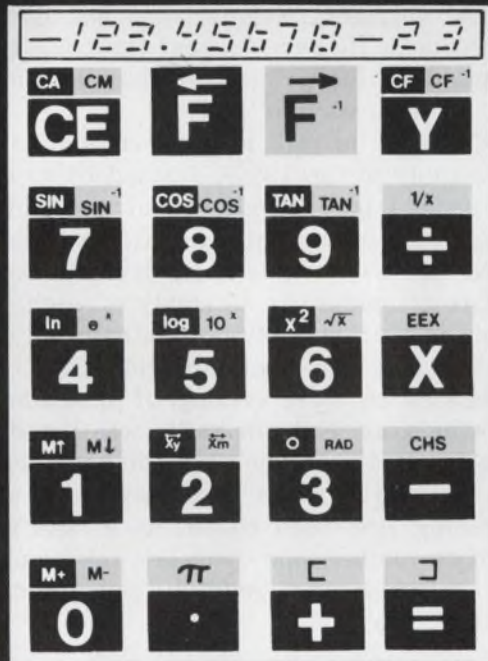 -123.45678-23
CA CM CF CF⁻¹
CE F F⁻¹ Y
SIN SIN⁻¹ COS COS⁻¹ TAN TAN⁻¹ 1/x
7 8 9 ÷
ln eˣ log 10ˣ X² √x EEX
4 5 6 X
M↑ M↓ xy xm O RAD CHS
1 2 3 −
M+ M- π [ ]
0 . + =